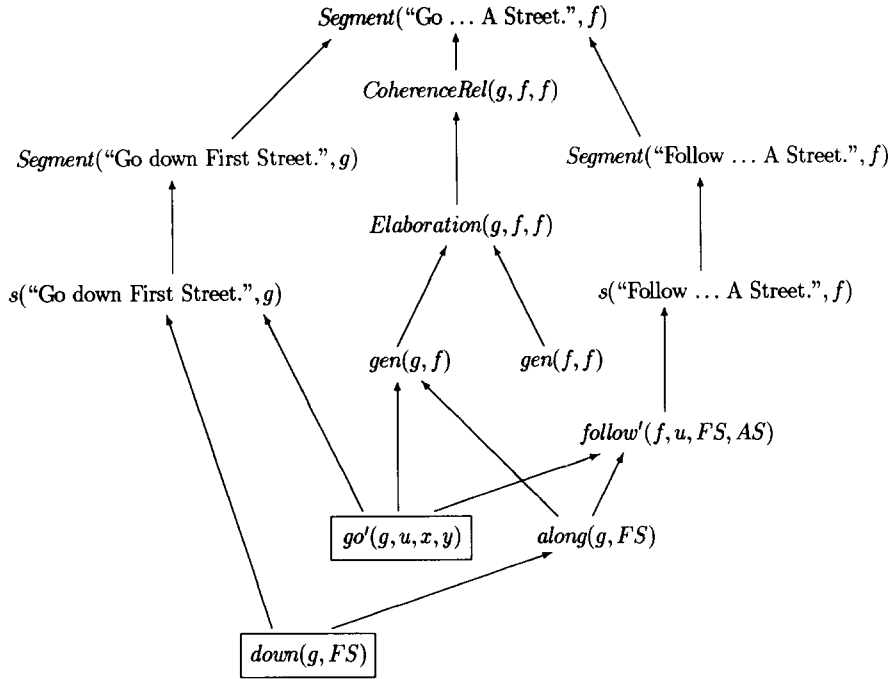 Segment(“Go … A Street.”, f)
CoherenceRel(g, f, f)
Segment(“Go down First Street.”, g)
Segment(“Follow … A Street.”, f)
Elaboration(g, f, f)
s(“Go down First Street.”, g)
s(“Follow … A Street.”, f)
gen(g, f)
gen(f, f)
follow′(f, u, FS, AS)
go′(g, u, x, y)
along(g, FS)
down(g, FS)